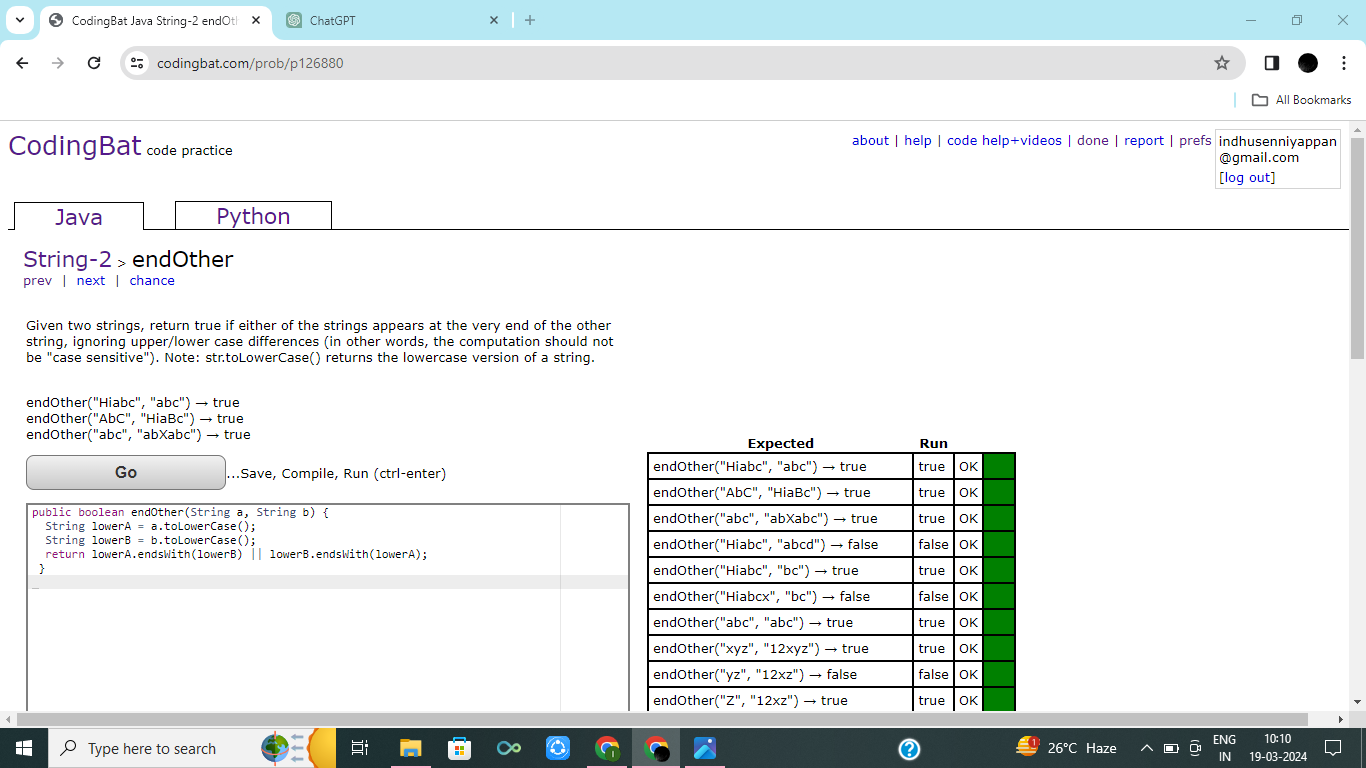 CodingBat Java String-2 endOt
ChatGPT
codingbat.com/prob/p126880
All Bookmarks
CodingBat code practice
about | help | code help+videos | done | report | prefs
indhusenniyappan
@gmail.com
[log out]
Java
Python
String-2 > endOther
prev | next | chance
Given two strings, return true if either of the strings appears at the very end of the other
string, ignoring upper/lower case differences (in other words, the computation should not
be "case sensitive"). Note: str.toLowerCase() returns the lowercase version of a string.
endOther("Hiabc", "abc") → true
endOther("AbC", "HiaBc") → true
endOther("abc", "abXabc") → true
Go
...Save, Compile, Run (ctrl-enter)
public boolean endOther(String a, String b) {
String lowerA = a.toLowerCase();
String lowerB = b.toLowerCase();
return lowerA.endsWith(lowerB) || lowerB.endsWith(lowerA);
}
Expected Run
endOther("Hiabc", "abc") → true true OK
endOther("AbC", "HiaBc") → true true OK
endOther("abc", "abXabc") → true true OK
endOther("Hiabc", "abcd") → false false OK
endOther("Hiabc", "bc") → true true OK
endOther("Hiabcx", "bc") → false false OK
endOther("abc", "abc") → true true OK
endOther("xyz", "12xyz") → true true OK
endOther("yz", "12xz") → false false OK
endOther("Z", "12xz") → true true OK
Type here to search
1
26°C Haze
ENG
IN
10:10
19-03-2024